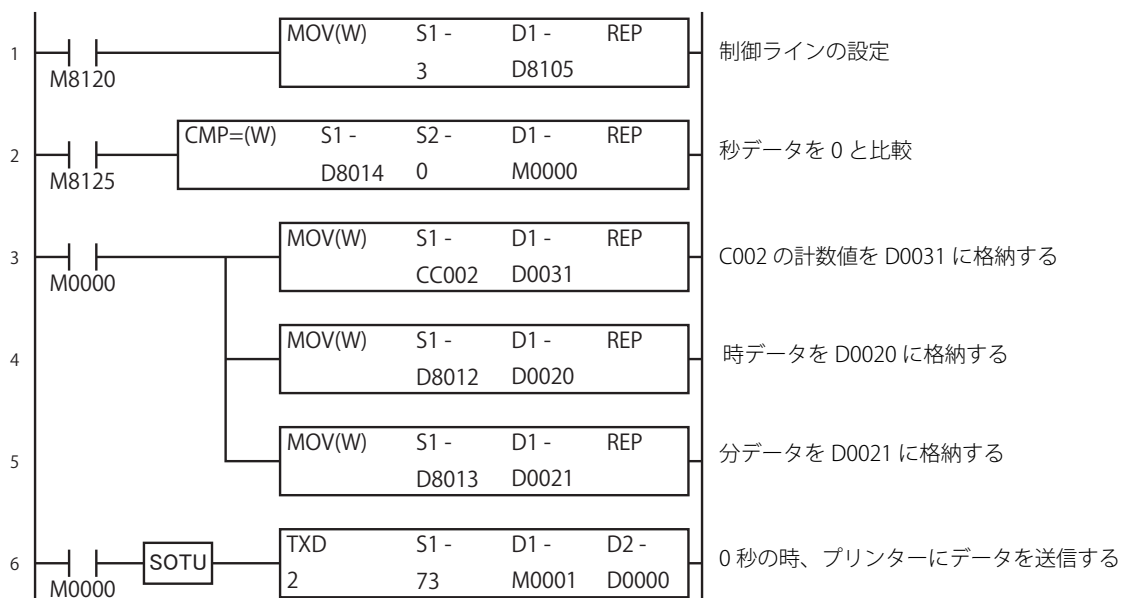 MOV(W) S1 - D1 - REP
1 M8120 3 D8105 制御ラインの設定
CMP=(W) S1 - S2 - D1 - REP
2 M8125 D8014 0 M0000 秒データを 0 と比較
MOV(W) S1 - D1 - REP
3 M0000 CC002 D0031 C002 の計数値を D0031 に格納する
MOV(W) S1 - D1 - REP
4 D8012 D0020 時データを D0020 に格納する
MOV(W) S1 - D1 - REP
5 D8013 D0021 分データを D0021 に格納する
TXD S1 - D1 - D2 -
6 M0000 SOTU 2 73 M0001 D0000 0 秒の時、プリンターにデータを送信する